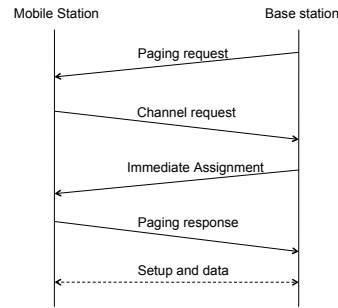 Mobile Station
Base station
Paging request
Channel request
Immediate Assignment
Paging response
Setup and data